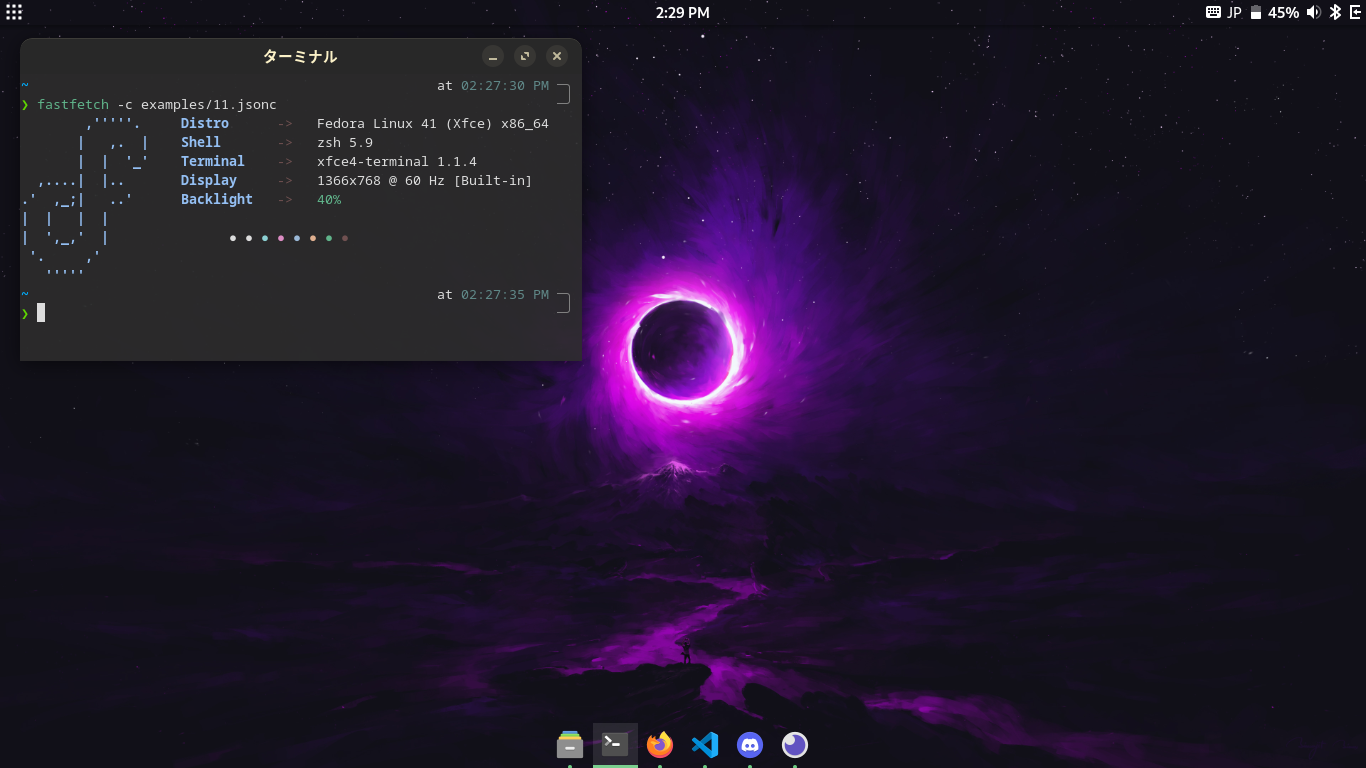 2:29 PM
JP 45%
ターミナル
~ at 02:27:30 PM
❯ fastfetch -c examples/11.jsonc
Distro -> Fedora Linux 41 (Xfce) x86_64
Shell -> zsh 5.9
Terminal -> xfce4-terminal 1.1.4
Display -> 1366x768 @ 60 Hz [Built-in]
Backlight -> 40%
~ at 02:27:35 PM
❯